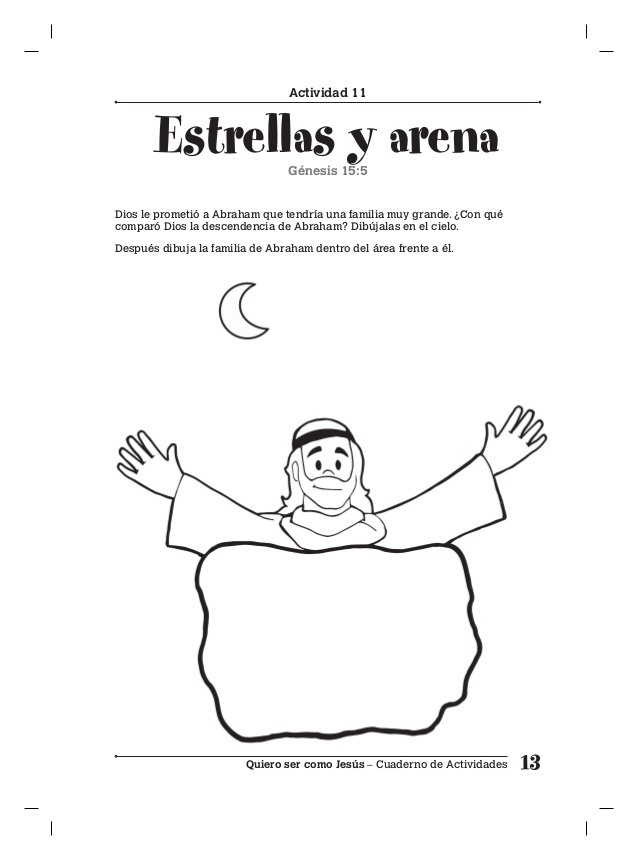 Actividad 11
Estrellas y arena
Génesis 15:5
Dios le prometió a Abraham que tendría una familia muy grande. ¿Con qué
comparó Dios la descendencia de Abraham? Dibújalas en el cielo.
Después dibuja la familia de Abraham dentro del área frente a él.
Quiero ser como Jesús – Cuaderno de Actividades 13